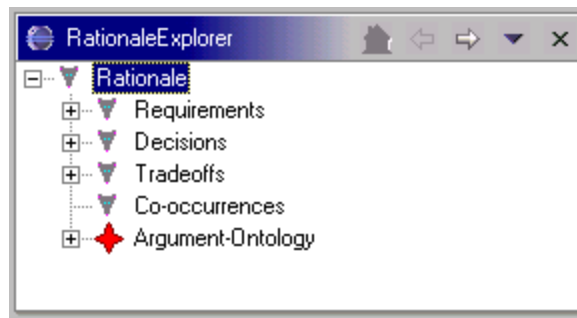 RationaleExplorer
Rationale
Requirements
Decisions
Tradeoffs
Co-occurrences
Argument-Ontology